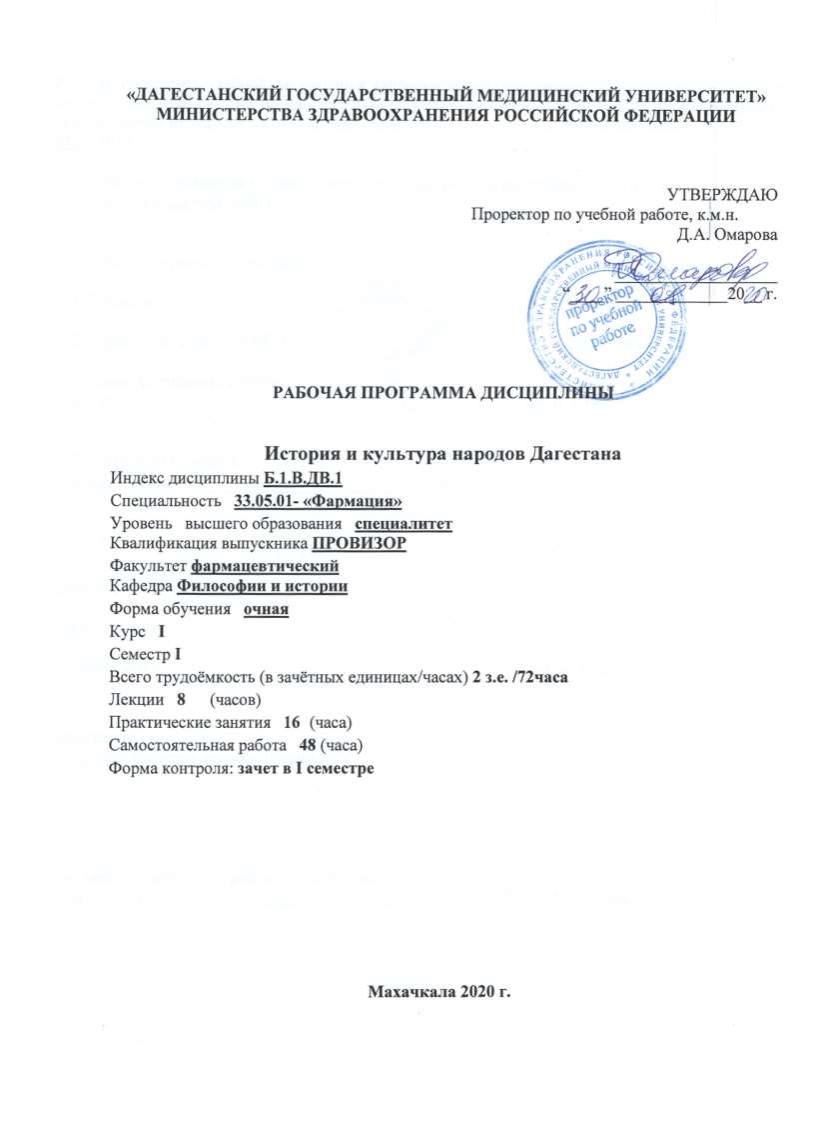 «ДАГЕСТАНСКИЙ ГОСУДАРСТВЕННЫЙ МЕДИЦИНСКИЙ УНИВЕРСИТЕТ»
МИНИСТЕРСТВА ЗДРАВООХРАНЕНИЯ РОССИЙСКОЙ ФЕДЕРАЦИИ
УТВЕРЖДАЮ
Проректор по учебной работе, к.м.н.
Д.А. Омарова
“30” 08 2020 г.
проректор
по учебной
работе
РАБОЧАЯ ПРОГРАММА ДИСЦИПЛИНЫ
История и культура народов Дагестана
Индекс дисциплины Б.1.В.ДВ.1
Специальность 33.05.01- «Фармация»
Уровень высшего образования специалитет
Квалификация выпускника ПРОВИЗОР
Факультет фармацевтический
Кафедра Философии и истории
Форма обучения очная
Курс I
Семестр I
Всего трудоёмкость (в зачётных единицах/часах) 2 з.е. /72часа
Лекции 8 (часов)
Практические занятия 16 (часа)
Самостоятельная работа 48 (часа)
Форма контроля: зачет в I семестре
Махачкала 2020 г.